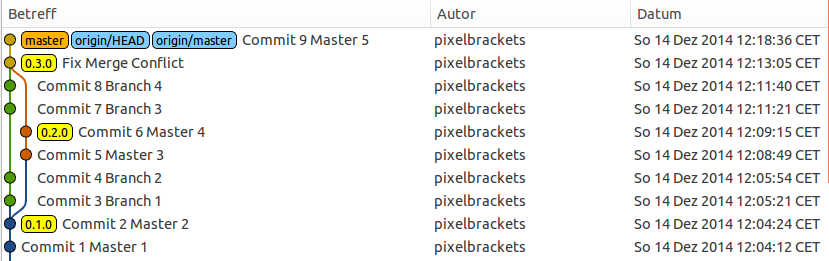 Betreff Autor Datum
master origin/HEAD origin/master Commit 9 Master 5 pixelbrackets So 14 Dez 2014 12:18:36 CET
0.3.0 Fix Merge Conflict pixelbrackets So 14 Dez 2014 12:13:05 CET
Commit 8 Branch 4 pixelbrackets So 14 Dez 2014 12:11:40 CET
Commit 7 Branch 3 pixelbrackets So 14 Dez 2014 12:11:21 CET
0.2.0 Commit 6 Master 4 pixelbrackets So 14 Dez 2014 12:09:15 CET
Commit 5 Master 3 pixelbrackets So 14 Dez 2014 12:08:49 CET
Commit 4 Branch 2 pixelbrackets So 14 Dez 2014 12:05:54 CET
Commit 3 Branch 1 pixelbrackets So 14 Dez 2014 12:05:21 CET
0.1.0 Commit 2 Master 2 pixelbrackets So 14 Dez 2014 12:04:24 CET
Commit 1 Master 1 pixelbrackets So 14 Dez 2014 12:04:12 CET